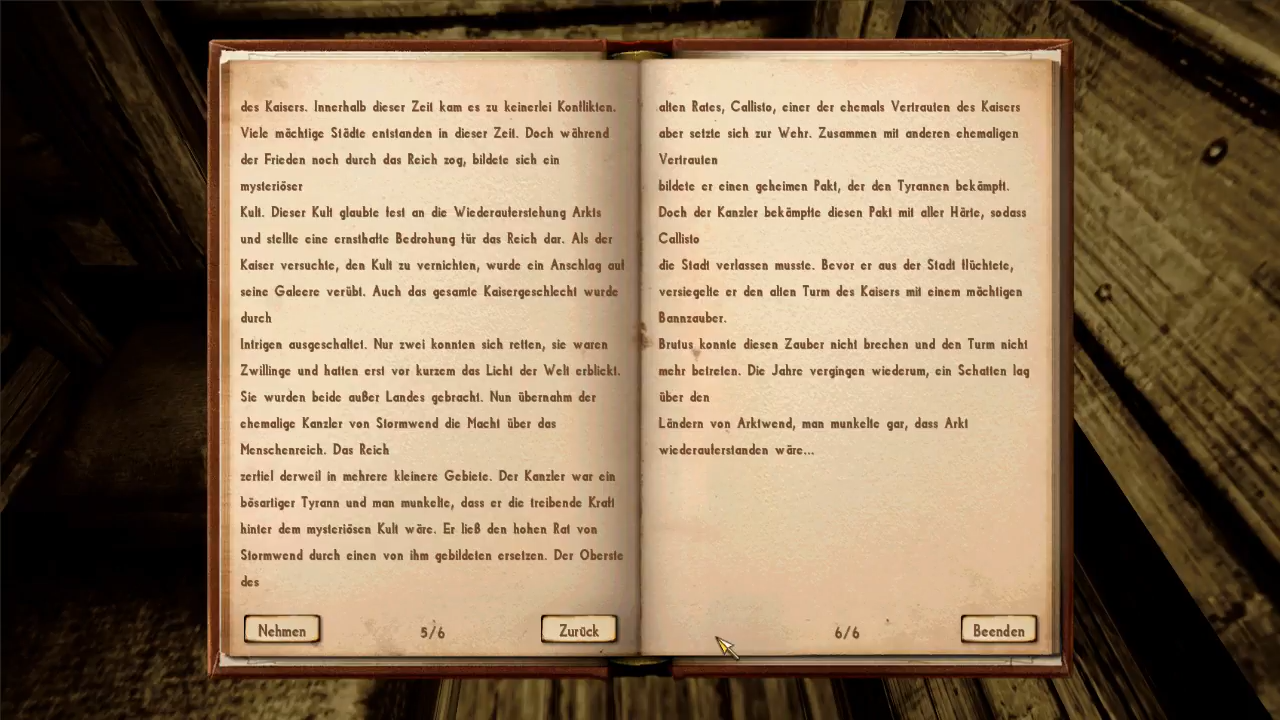 des Kaisers. Innerhalb dieser Zeit kam es zu keinerlei Konflikten.
Viele mächtige Städte entstanden in dieser Zeit. Doch während
der Frieden noch durch das Reich zog, bildete sich ein
mysteriöser
Kult. Dieser Kult glaubte fest an die Wiederauferstehung Arkts
und stellte eine ernsthafte Bedrohung für das Reich dar. Als der
Kaiser versuchte, den Kult zu vernichten, wurde ein Anschlag auf
seine Galeere verübt. Auch das gesamte Kaisergeschlecht wurde
durch
Intrigen ausgeschaltet. Nur zwei konnten sich retten, sie waren
Zwillinge und hatten erst vor kurzem das Licht der Welt erblickt.
Sie wurden beide außer Landes gebracht. Nun übernahm der
ehemalige Kanzler von Stormwend die Macht über das
Menschenreich. Das Reich
zerfiel derweil in mehrere kleinere Gebiete. Der Kanzler war ein
bösartiger Tyrann und man munkelte, dass er die treibende Kraft
hinter dem mysteriösen Kult wäre. Er ließ den hohen Rat von
Stormwend durch einen von ihm gebildeten ersetzen. Der Oberste
des
Nehmen
5/6
Zurück
alten Rates, Callisto, einer der ehemals Vertrauten des Kaisers
aber setzte sich zur Wehr. Zusammen mit anderen ehemaligen
Vertrauten
bildete er einen geheimen Pakt, der den Tyrannen bekämpft.
Doch der Kanzler bekämpfte diesen Pakt mit aller Härte, sodass
Callisto
die Stadt verlassen musste. Bevor er aus der Stadt flüchtete,
versiegelte er den alten Turm des Kaisers mit einem mächtigen
Bannzauber.
Brutus konnte diesen Zauber nicht brechen und den Turm nicht
mehr betreten. Die Jahre vergingen wiederum, ein Schatten lag
über den
Ländern von Arktwend, man munkelte gar, dass Arkt
wiederauferstanden wäre...
6/6
Beenden